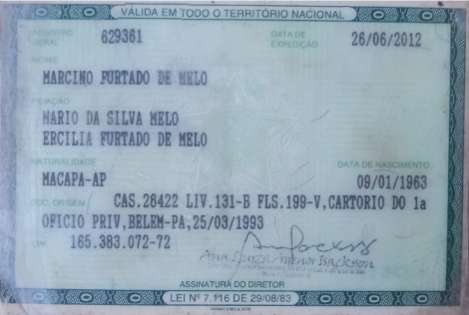 VÁLIDA EM TODO O TERRITÓRIO NACIONAL
REGISTRO GERAL 629361 DATA DE EXPEDIÇÃO 26/06/2012
NOME
MARCINO FURTADO DE MELO
FILIAÇÃO
MARIO DA SILVA MELO
ERCILIA FURTADO DE MELO
NATURALIDADE DATA DE NASCIMENTO
MACAPA-AP 09/01/1963
DOC. ORIGEM CAS.28422 LIV.131-B FLS.199-V,CARTORIO DO 1a
OFICIO PRIV,BELEM-PA,25/03/1993
CPF 165.383.072-72
ASSINATURA DO DIRETOR
LEI Nº 7.116 DE 29/08/83